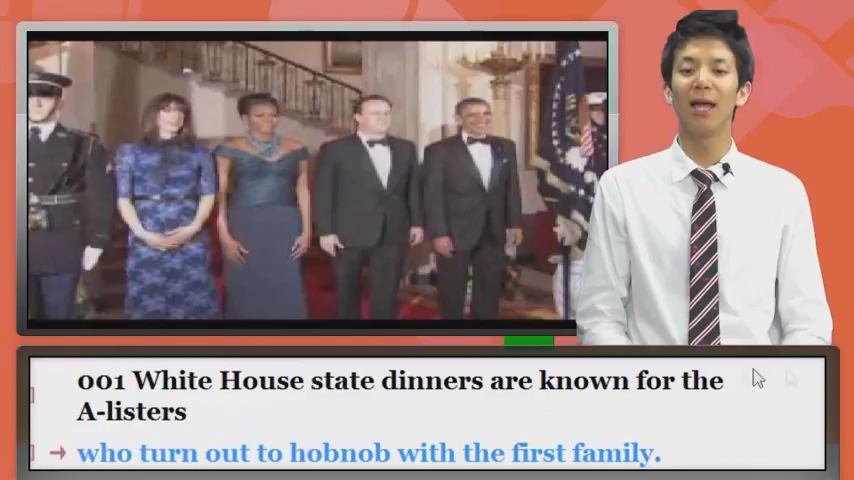 001 White House state dinners are known for the
A-listers
→ who turn out to hobnob with the first family.